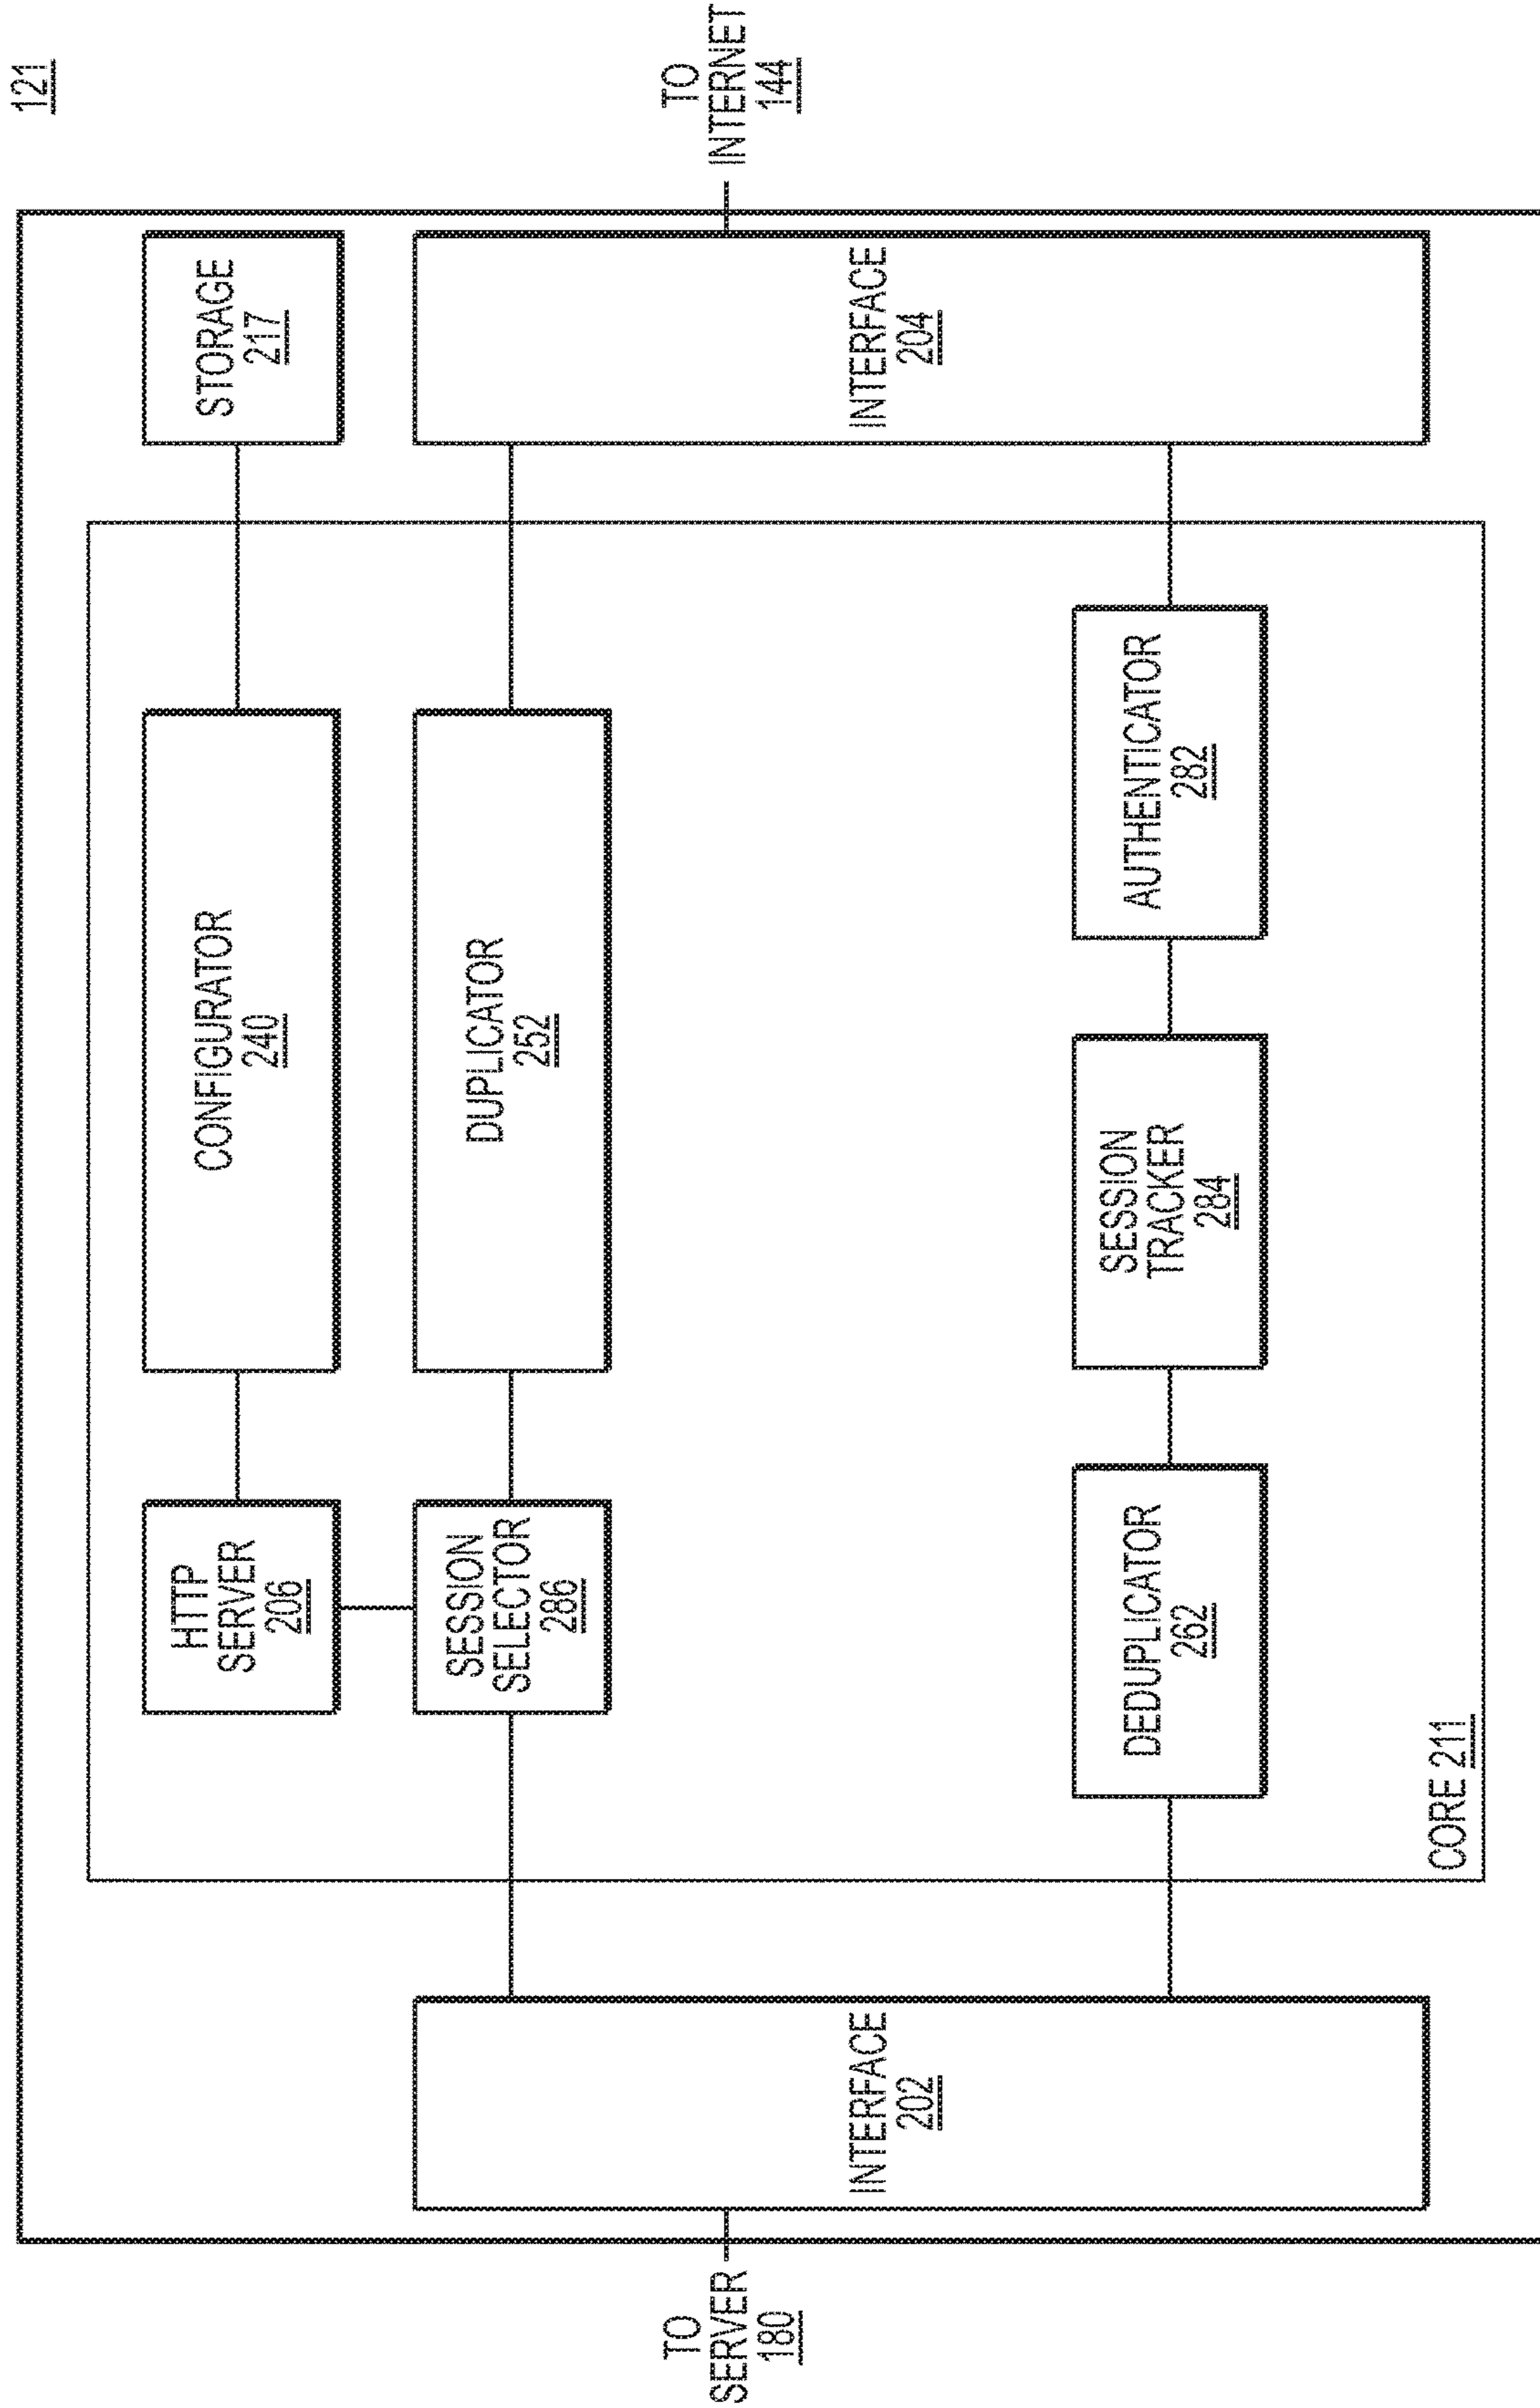 121
HTTP
SERVER
206
CONFIGURATOR
240
STORAGE
217
SESSION
SELECTOR
286
DUPLICATOR
252
TO
SERVER
180
INTERFACE
202
INTERFACE
204
TO
INTERNET
144
DEDUPLICATOR
262
SESSION
TRACKER
284
AUTHENTICATOR
282
CORE 211